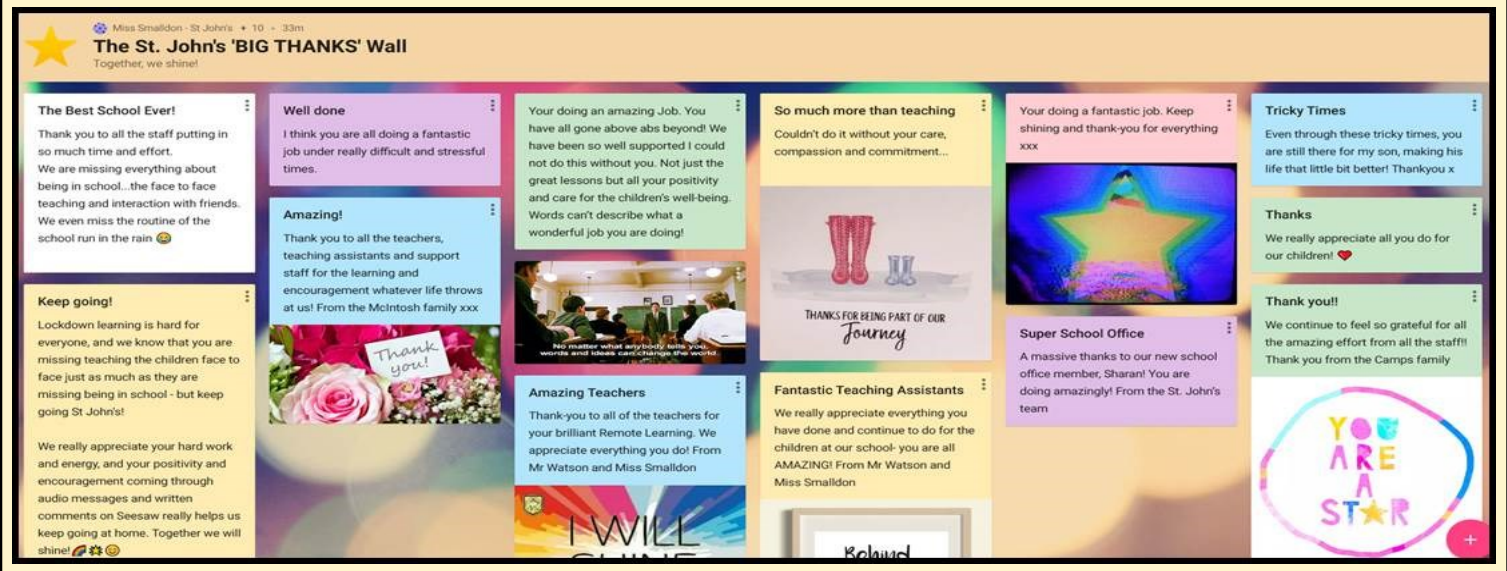 Miss Smalldon - St John's + 10 • 33m
The St. John's 'BIG THANKS' Wall
Together, we shine!
The Best School Ever!
Thank you to all the staff putting in
so much time and effort.
We are missing everything about
being in school...the face to face
teaching and interaction with friends.
We even miss the routine of the
school run in the rain 😂
Keep going!
Lockdown learning is hard for
everyone, and we know that you are
missing teaching the children face to
face just as much as they are
missing being in school - but keep
going St John's!
We really appreciate your hard work
and energy, and your positivity and
encouragement coming through
audio messages and written
comments on Seesaw really helps us
keep going at home. Together we will
shine!🌈🌟😊
Well done
I think you are all doing a fantastic
job under really difficult and stressful
times.
Amazing!
Thank you to all the teachers,
teaching assistants and support
staff for the learning and
encouragement whatever life throws
at us! From the McIntosh family xxx
Thank
you!
Your doing an amazing Job. You
have all gone above abs beyond! We
have been so well supported I could
not do this without you. Not just the
great lessons but all your positivity
and care for the children's well-being.
Words can't describe what a
wonderful job you are doing!
No matter what anybody tells you,
words and ideas can change the world.
Amazing Teachers
Thank-you to all of the teachers for
your brilliant Remote Learning. We
appreciate everything you do! From
Mr Watson and Miss Smalldon
I WILL
SHINE
So much more than teaching
Couldn't do it without your care,
compassion and commitment...
THANKS FOR BEING PART OF OUR
Journey
Fantastic Teaching Assistants
We really appreciate everything you
have done and continue to do for the
children at our school- you are all
AMAZING! From Mr Watson and
Miss Smalldon
Behind
Your doing a fantastic job. Keep
shining and thank-you for everything
xxx
Super School Office
A massive thanks to our new school
office member, Sharan! You are
doing amazingly! From the St. John's
team
Tricky Times
Even through these tricky times, you
are still there for my son, making his
life that little bit better! Thankyou x
Thanks
We really appreciate all you do for
our children! ❤️
Thank you!!
We continue to feel so grateful for all
the amazing effort from all the staff!!
Thank you from the Camps family
YOU
ARE
A
STAR